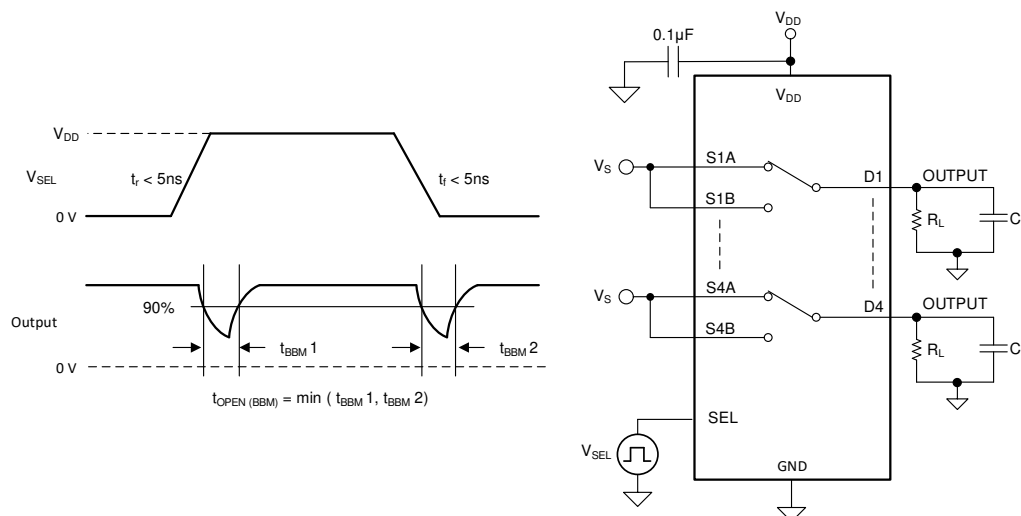 V_DD
V_SEL
t_r < 5ns
t_f < 5ns
0 V
90%
Output
t_BBM 1
t_BBM 2
0 V
t_OPEN (BBM) = min ( t_BBM 1, t_BBM 2)
V_DD
0.1µF
V_DD
V_S
S1A
D1
OUTPUT
S1B
R_L
C
V_S
S4A
D4
OUTPUT
S4B
R_L
C
SEL
V_SEL
GND